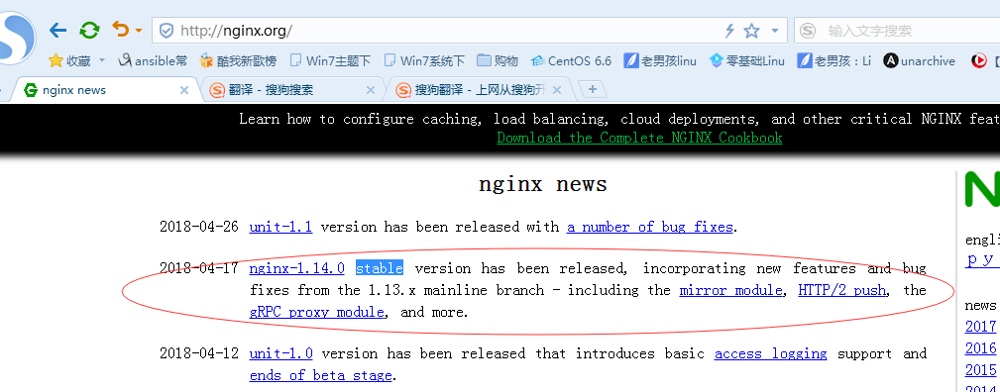 http://nginx.org/
输入文字搜索
收藏 ansible常 酷我新歌榜 Win7主题下 Win7系统下 购物 CentOS 6.6 老男孩linu 零基础Linu 老男孩：Li unarchive
nginx news 翻译 - 搜狗搜索 搜狗翻译 - 上网从搜狗开
Learn how to configure caching, load balancing, cloud deployments, and other critical NGINX feat
Download the Complete NGINX Cookbook
nginx news
2018-04-26 unit-1.1 version has been released with a number of bug fixes.
2018-04-17 nginx-1.14.0 stable version has been released, incorporating new features and bug
fixes from the 1.13.x mainline branch - including the mirror module, HTTP/2 push, the
gRPC proxy module, and more.
2018-04-12 unit-1.0 version has been released that introduces basic access logging support and
ends of beta stage.
N
engli
ру
news
2017
2016
2015
2014